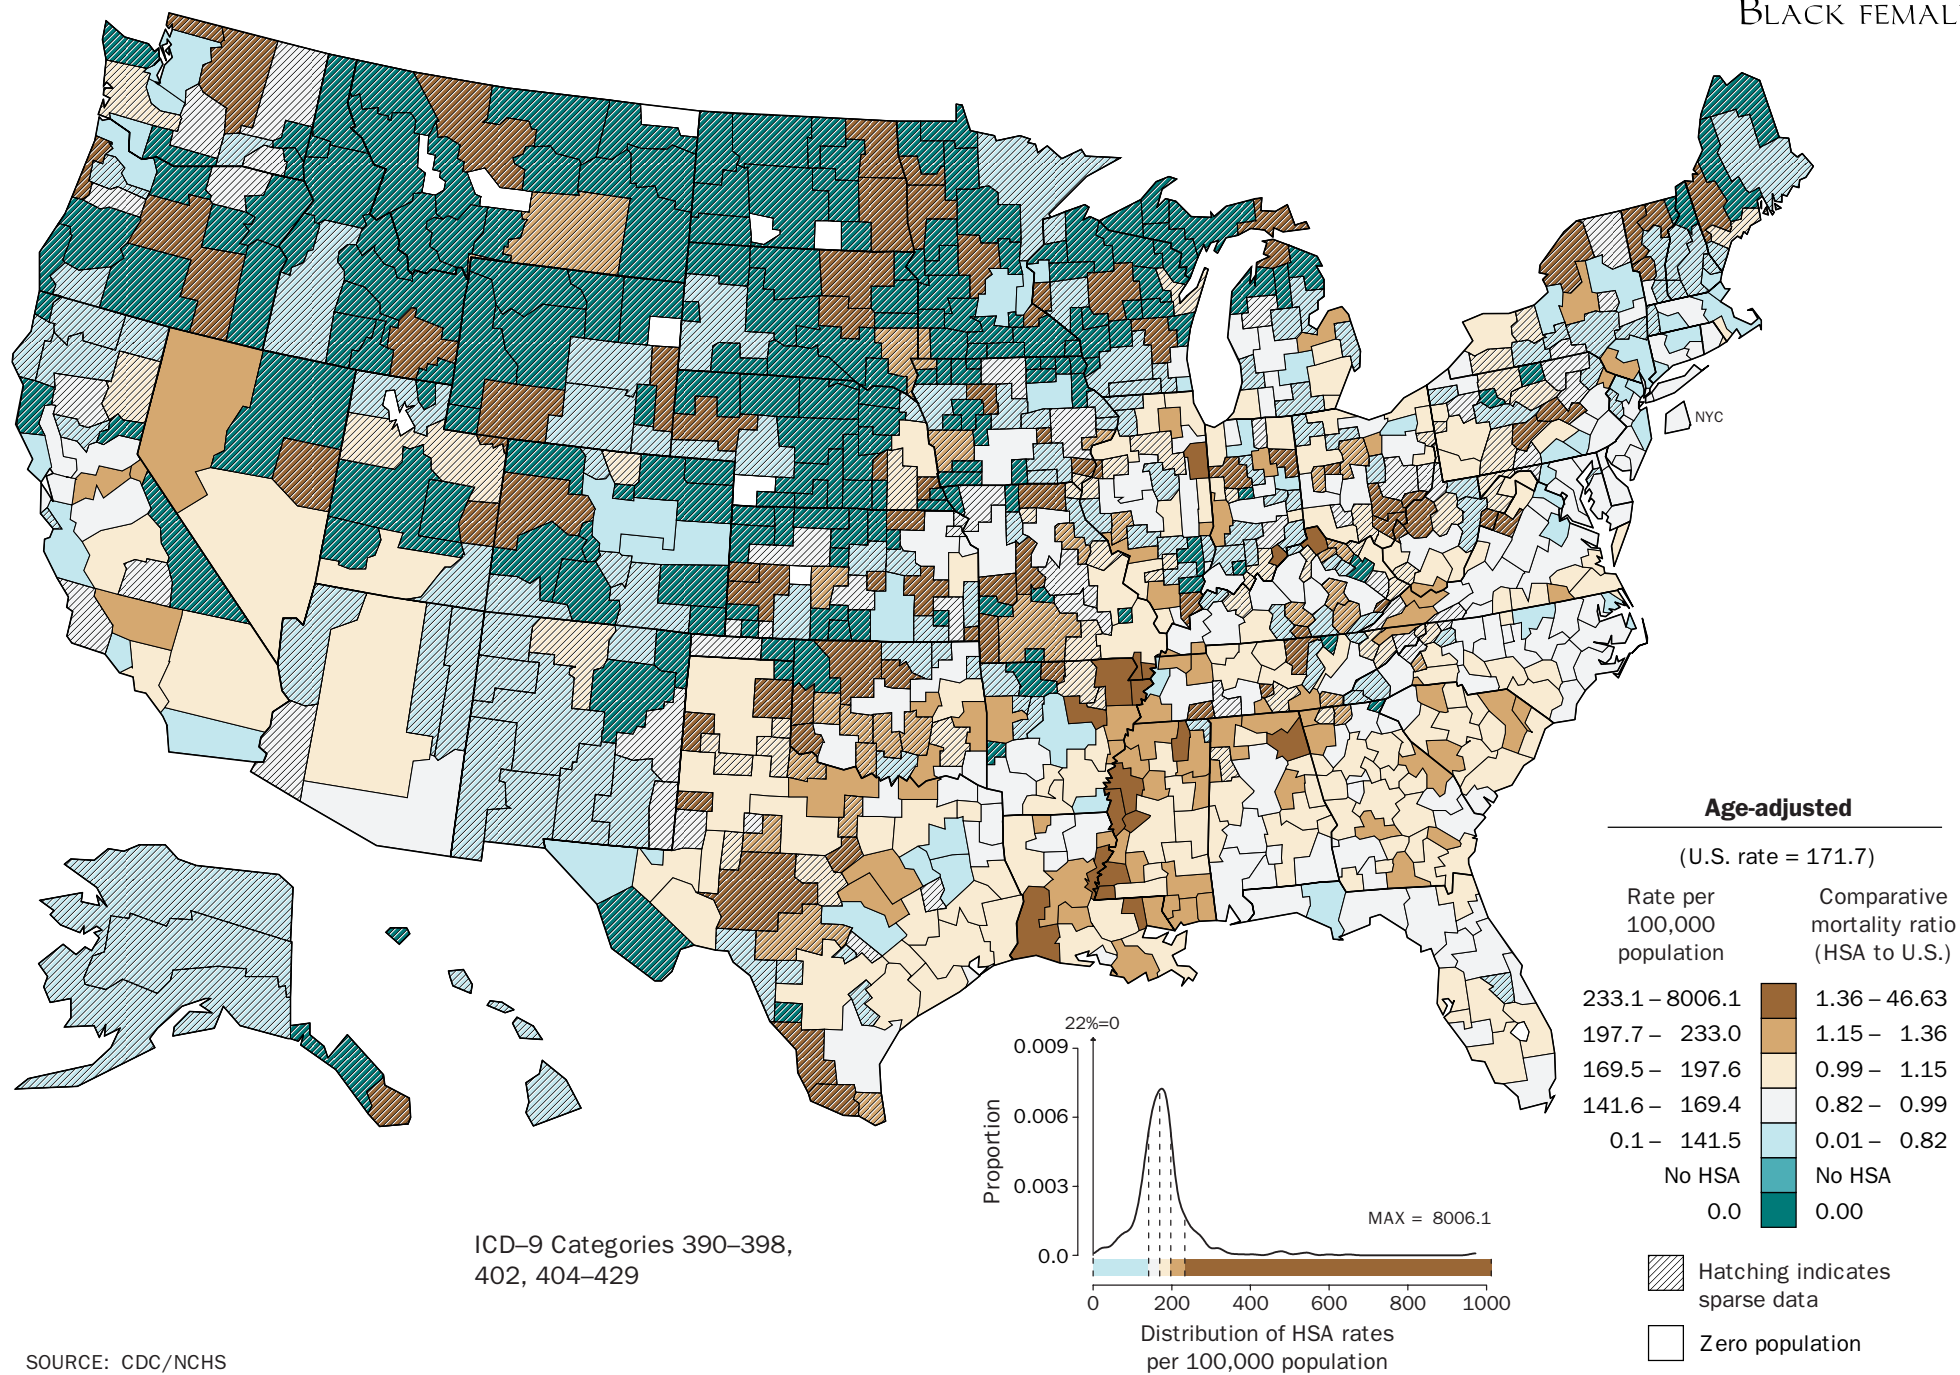 BLACK FEMAL
NYC
Age-adjusted
(U.S. rate = 171.7)
Rate per
100,000
population
Comparative
mortality ratio
(HSA to U.S.)
233.1 – 8006.1 1.36 – 46.63
197.7 – 233.0 1.15 – 1.36
169.5 – 197.6 0.99 – 1.15
141.6 – 169.4 0.82 – 0.99
0.1 – 141.5 0.01 – 0.82
No HSA No HSA
0.0 0.00
Hatching indicates
sparse data
Zero population
22%=0
0.009
0.006
0.003
0.0
Proportion
MAX = 8006.1
0 200 400 600 800 1000
Distribution of HSA rates
per 100,000 population
ICD–9 Categories 390–398,
402, 404–429
SOURCE: CDC/NCHS